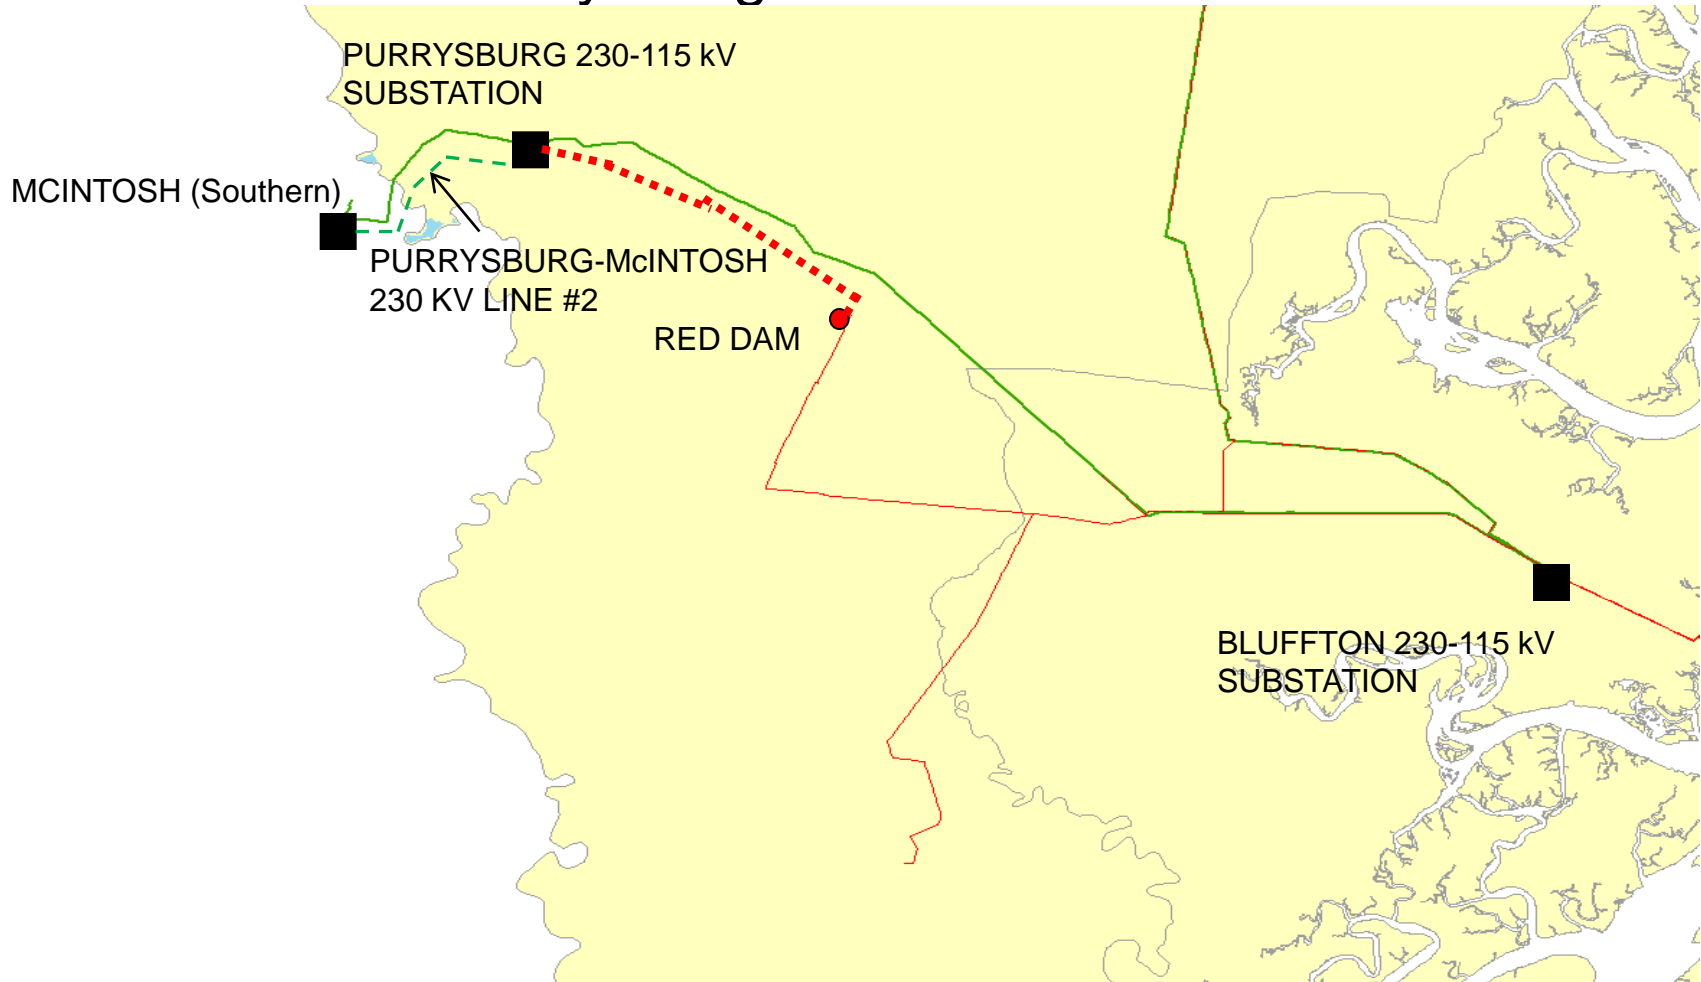 PURRYSBURG 230-115 kV
SUBSTATION
MCINTOSH (Southern)
PURRYSBURG-McINTOSH
230 KV LINE #2
RED DAM
BLUFFTON 230-115 kV
SUBSTATION